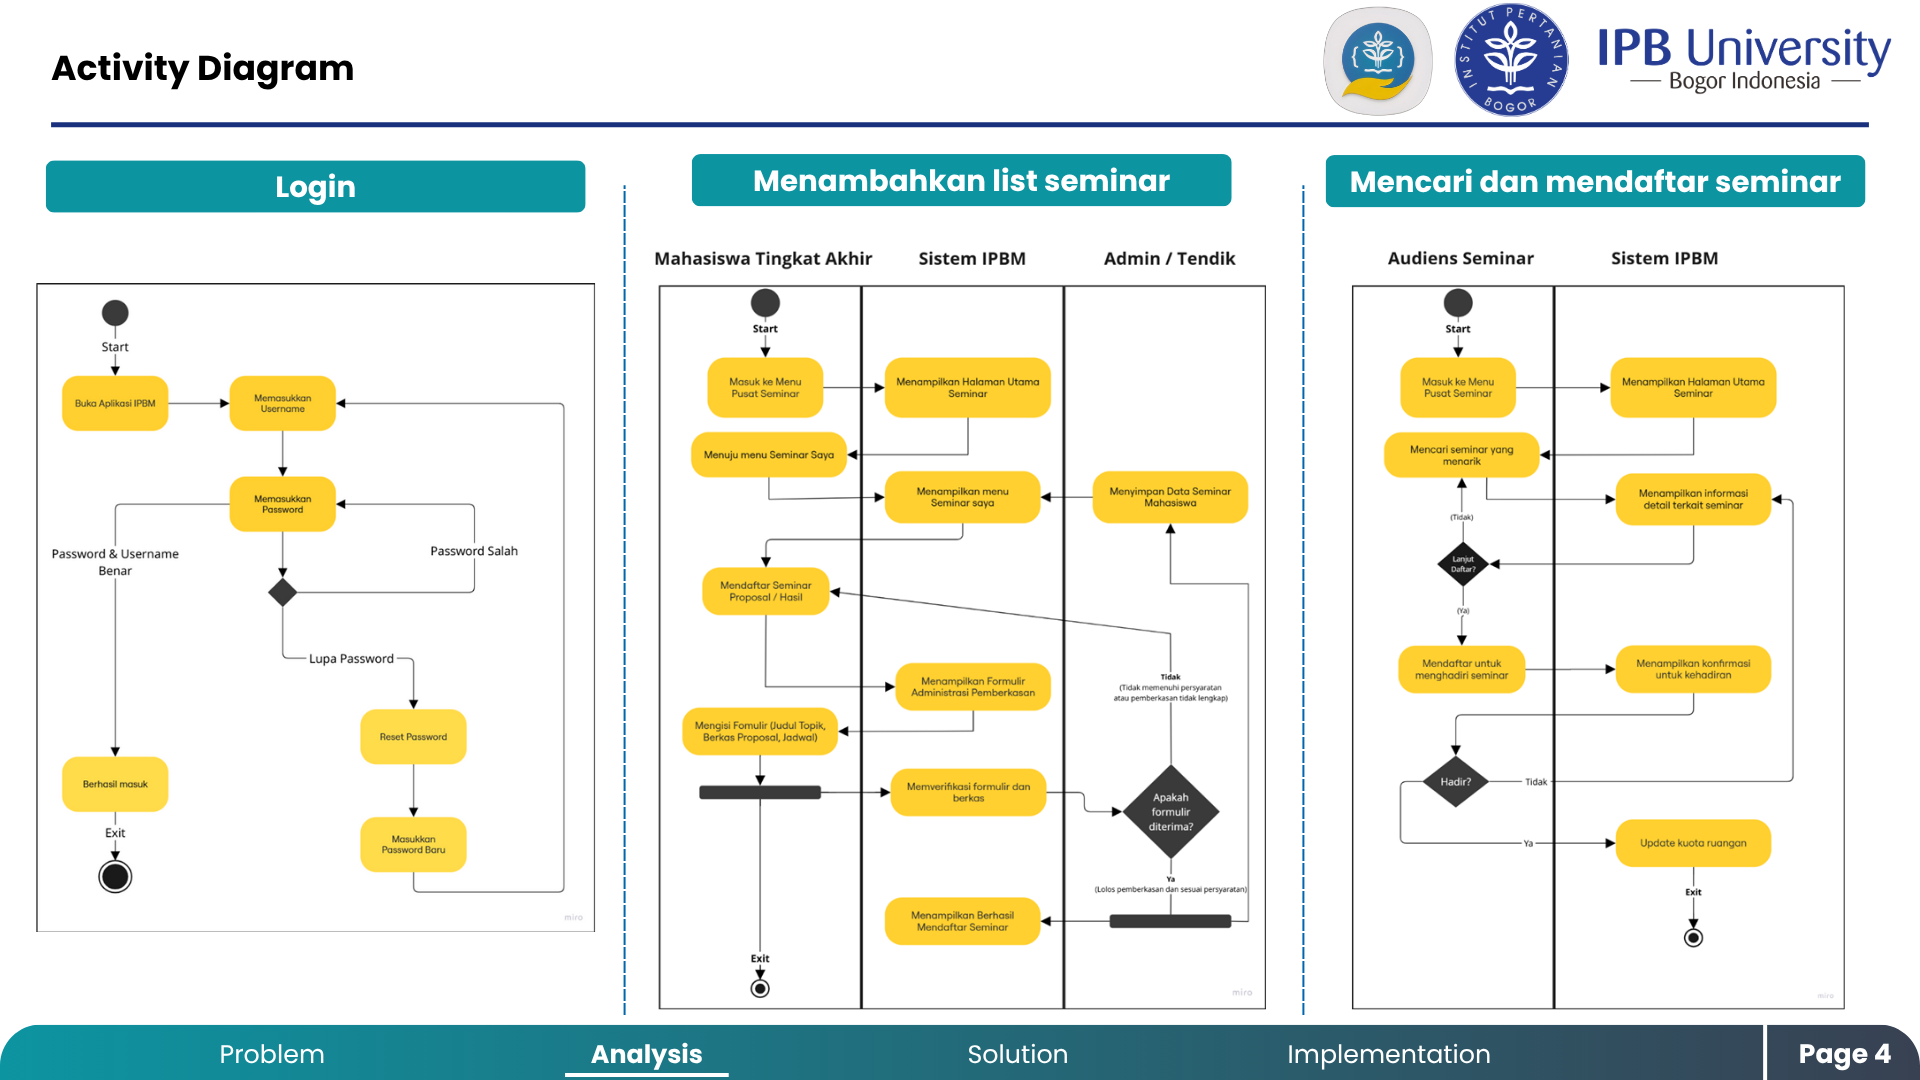 Activity Diagram
INSTITUT PERTANIAN
BOGOR
IPB University
Bogor Indonesia
Login
Start
Buka Aplikasi IPBM
Memasukkan
Username
Memasukkan
Password
Password & Username
Benar
Password Salah
Lupa Password
Reset Password
Berhasil masuk
Masukkan
Password Baru
Exit
miro
Menambahkan list seminar
Mahasiswa Tingkat Akhir
Sistem IPBM
Admin / Tendik
Start
Masuk ke Menu
Pusat Seminar
Menampilkan Halaman Utama
Seminar
Menuju menu Seminar Saya
Menampilkan menu
Seminar saya
Menyimpan Data Seminar
Mahasiswa
Mendaftar Seminar
Proposal / Hasil
Menampilkan Formulir
Administrasi Pemberkasan
Tidak
(Tidak memenuhi persyaratan
atau pemberkasan tidak lengkap)
Mengisi Fomulir (Judul Topik,
Berkas Proposal, Jadwal)
Memverifikasi formulir dan
berkas
Apakah
formulir
diterima?
Ya
(Lolos pemberkasan dan sesuai persyaratan)
Menampilkan Berhasil
Mendaftar Seminar
Exit
miro
Mencari dan mendaftar seminar
Audiens Seminar
Sistem IPBM
Start
Masuk ke Menu
Pusat Seminar
Menampilkan Halaman Utama
Seminar
Mencari seminar yang
menarik
Menampilkan informasi
detail terkait seminar
(Tidak)
Lanjut
Daftar?
(Ya)
Mendaftar untuk
menghadiri seminar
Menampilkan konfirmasi
untuk kehadiran
Hadir?
Tidak
Ya
Update kuota ruangan
Exit
miro
Problem
Analysis
Solution
Implementation
Page 4